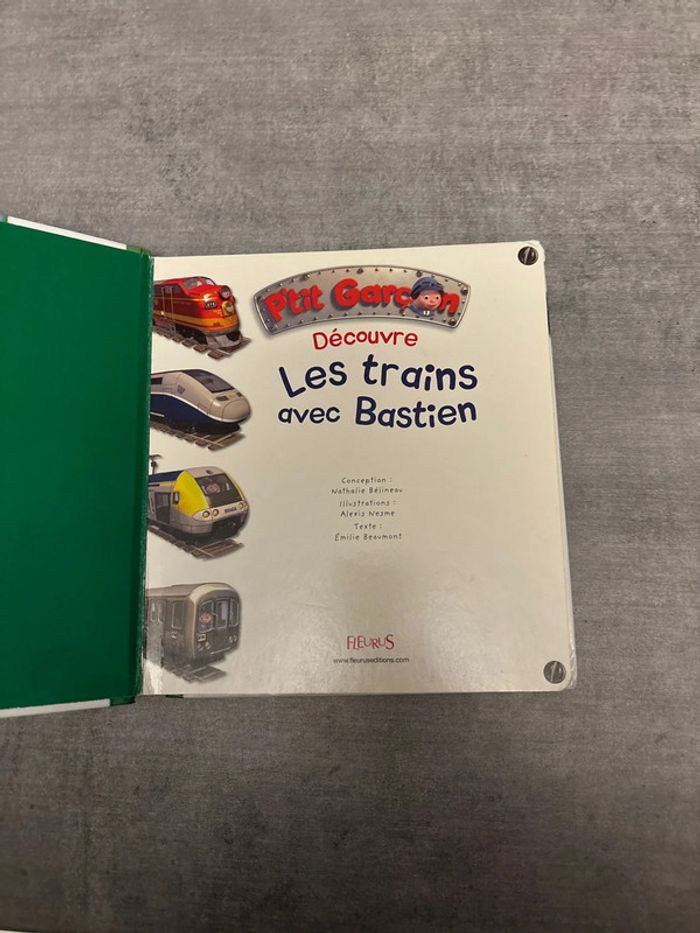 P'tit Garçon
Découvre
Les trains
avec Bastien
Conception :
Nathalie Bélineau
Illustrations :
Alexis Nesme
Texte :
Émilie Beaumont
FLEURUS
www.fleuruseditions.com